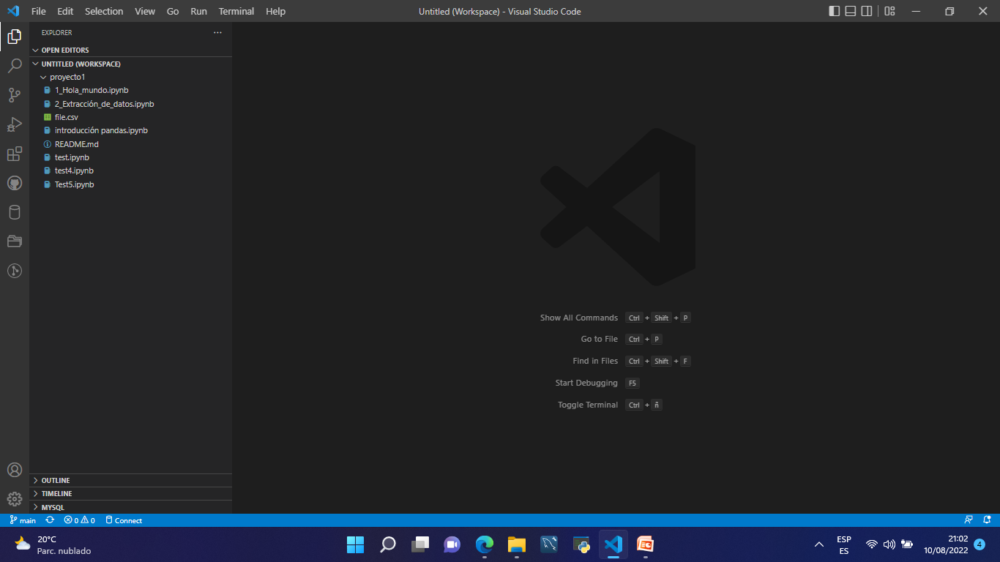 File Edit Selection View Go Run Terminal Help
Untitled (Workspace) - Visual Studio Code
EXPLORER
OPEN EDITORS
UNTITLED (WORKSPACE)
proyecto1
1_Hola_mundo.ipynb
2_Extracción_de_datos.ipynb
file.csv
introducción pandas.ipynb
README.md
test.ipynb
test4.ipynb
Test5.ipynb
Show All Commands Ctrl + Shift + P
Go to File Ctrl + P
Find in Files Ctrl + Shift + F
Start Debugging F5
Toggle Terminal Ctrl + ñ
OUTLINE
TIMELINE
MYSQL
main 0 0 Connect
20°C
Parc. nublado
ESP
ES
21:02
10/08/2022
4